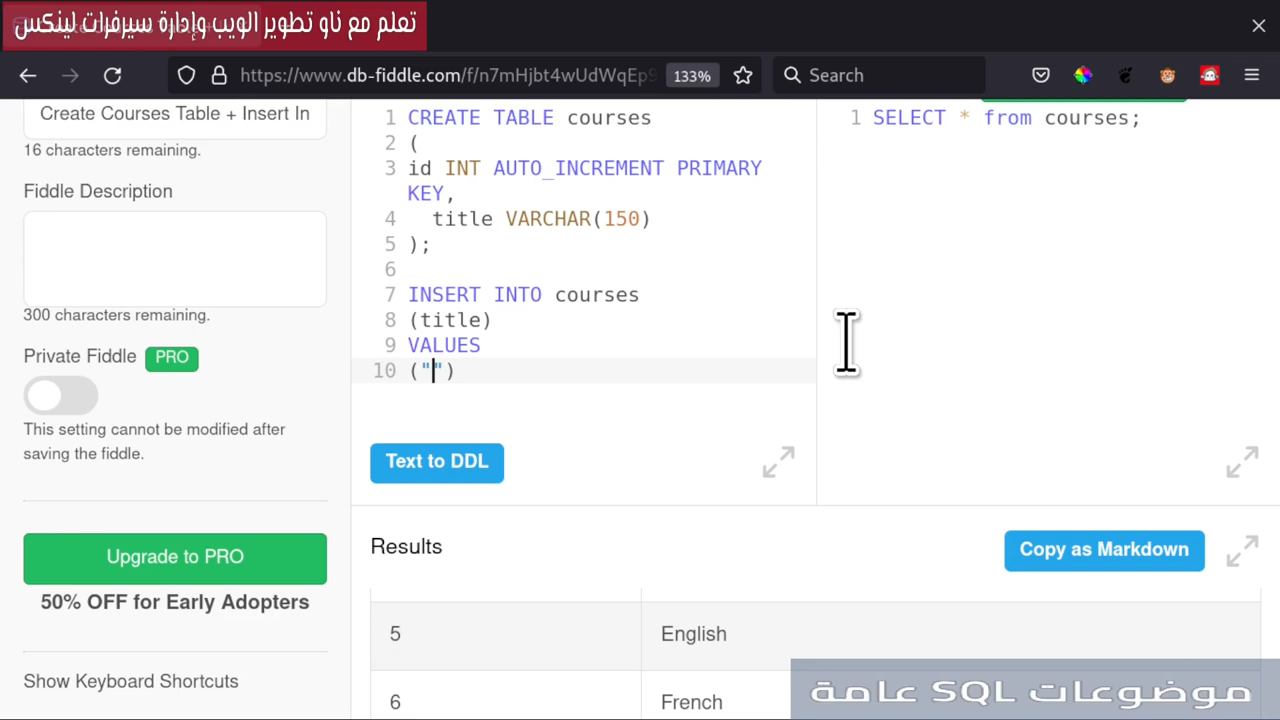 تعلم مع ناو تطوير الويب وإدارة سيرفرات لينكس
https://www.db-fiddle.com/f/n7mHjbt4wUdWqEp9
133%
Search
Create Courses Table + Insert In
16 characters remaining.
Fiddle Description
300 characters remaining.
Private Fiddle PRO
This setting cannot be modified after
saving the fiddle.
Upgrade to PRO
50% OFF for Early Adopters
Show Keyboard Shortcuts
1 CREATE TABLE courses
2 (
3 id INT AUTO_INCREMENT PRIMARY
KEY,
4 title VARCHAR(150)
5 );
6
7 INSERT INTO courses
8 (title)
9 VALUES
10 ("")
Text to DDL
1 SELECT * from courses;
Results
Copy as Markdown
5 English
6 French
موضوعات SQL عامة